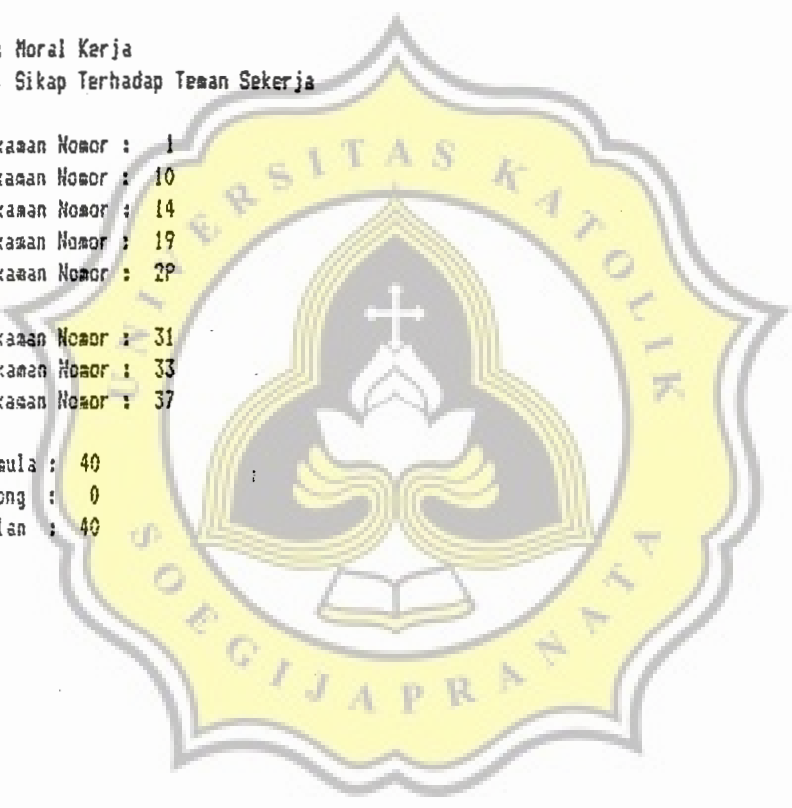 : Moral Kerja
: Sikap Terhadap Teman Sekerja
kaman Nomor : 1
kaman Nomor : 10
kaman Nomor : 14
kaman Nomor : 19
kaman Nomor : 2P
kaman Nomor : 31
kaman Nomor : 33
kaman Nomor : 37
mula : 40
ong : 0
lan : 40
UNIVERSITAS KATOLIK
SOEGIJAPRANATA